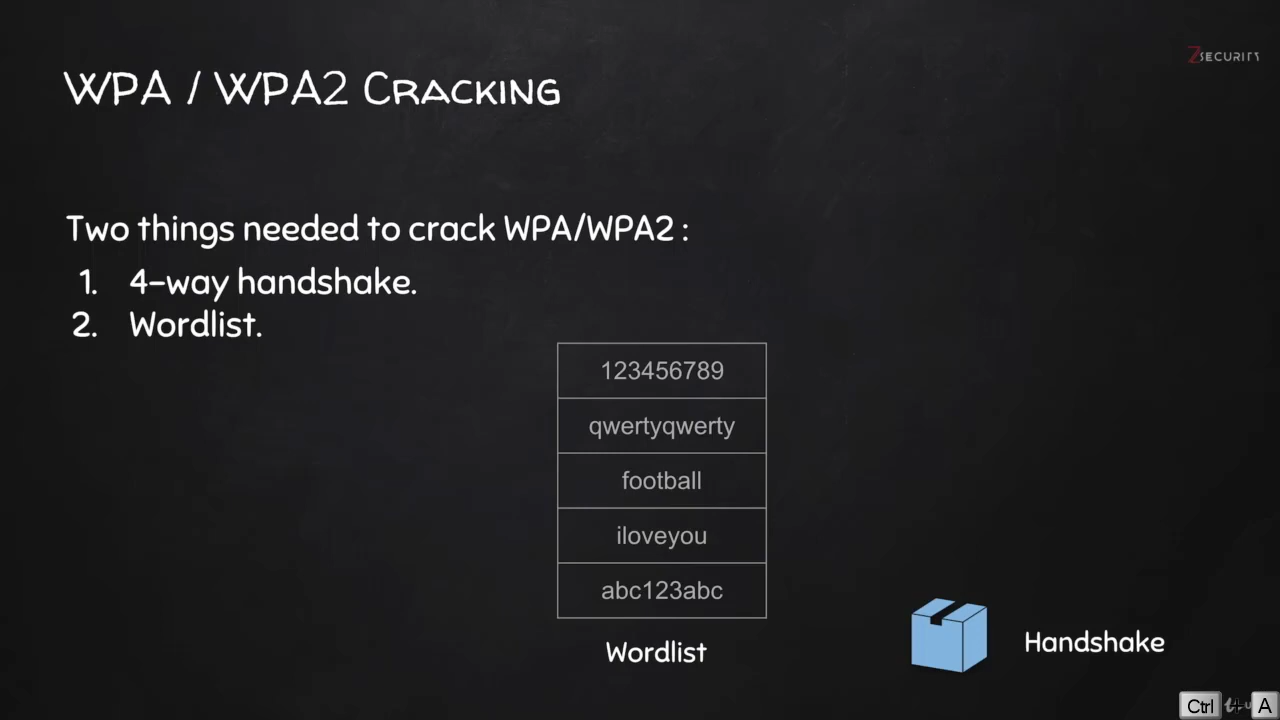 ZSECURITY
WPA / WPA2 CRACKING
Two things needed to crack WPA/WPA2 :
1. 4-way handshake.
2. Wordlist.
123456789
qwertyqwerty
football
iloveyou
abc123abc
Wordlist
Handshake
Ctrl + A